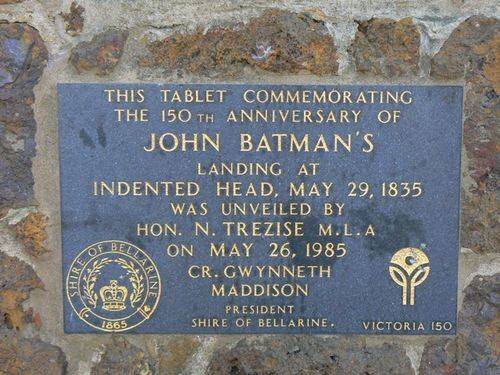 THIS TABLET COMMEMORATING
THE 150TH ANNIVERSARY OF
JOHN BATMAN'S
LANDING AT
INDENTED HEAD, MAY 29, 1835
WAS UNVEILED BY
HON. N. TREZISE M.L.A
ON MAY 26, 1985
CR. GWYNNETH
MADDISON
PRESIDENT
SHIRE OF BELLARINE.
SHIRE OF BELLARINE
1865
VICTORIA 150